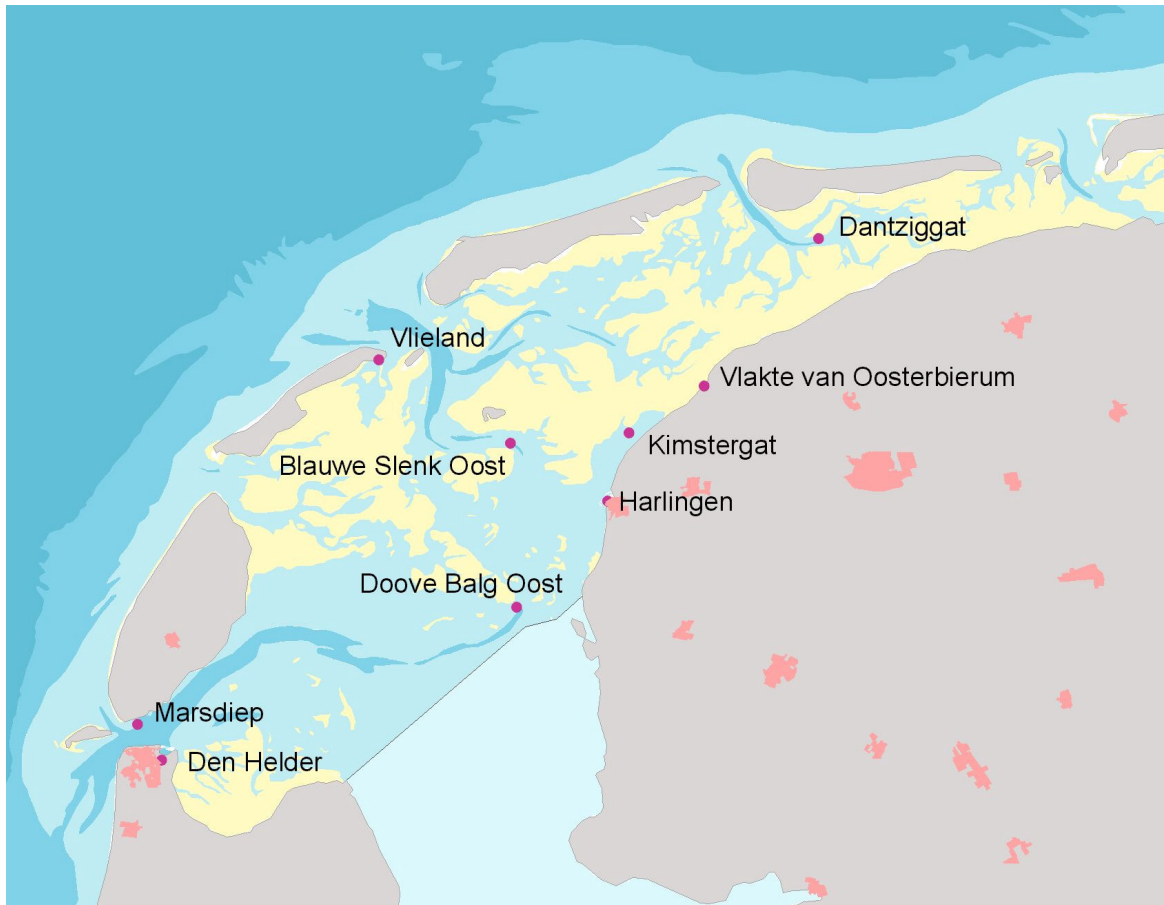 Dantziggat
Vlieland
Vlakte van Oosterbierum
Kimstergat
Blauwe Slenk Oost
Harlingen
Doove Balg Oost
Marsdiep
Den Helder